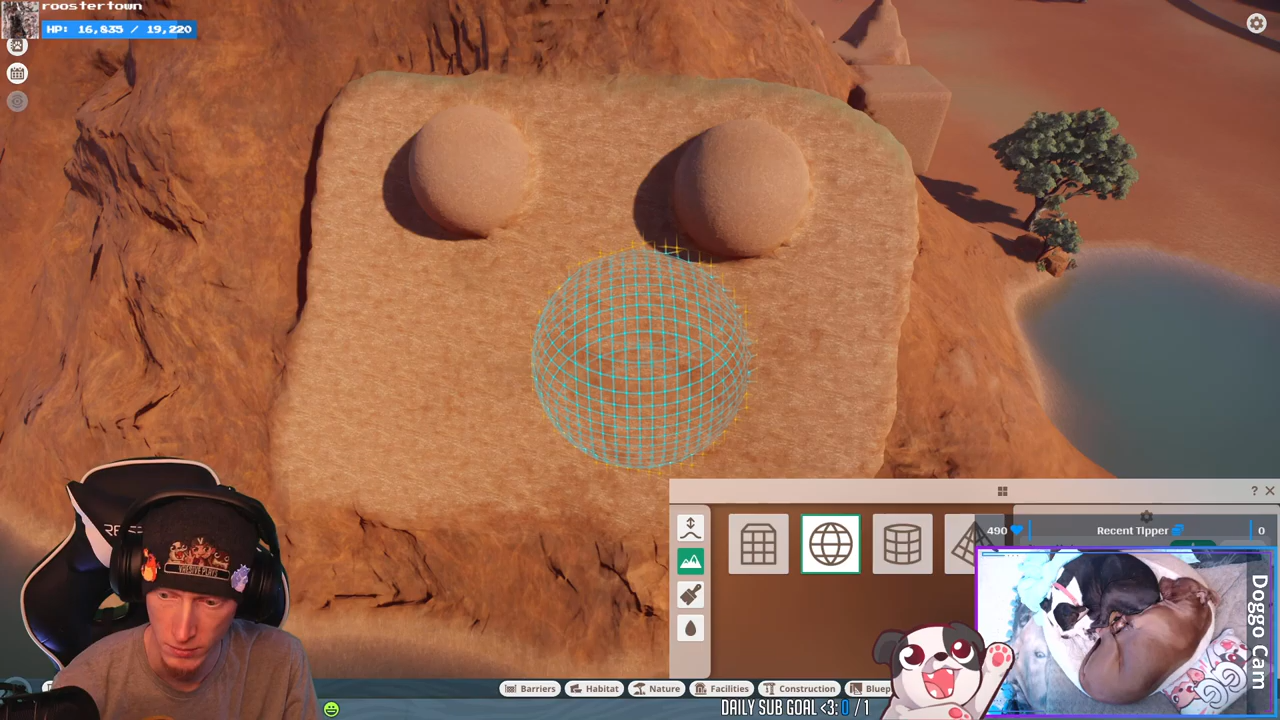 roostertown
HP: 16,835 / 19,220
? ✕
490
Recent Tipper
0
Doggo Cam
Barriers
Habitat
Nature
Facilities
Construction
Bluep
DAILY SUB GOAL <3: 0 / 1